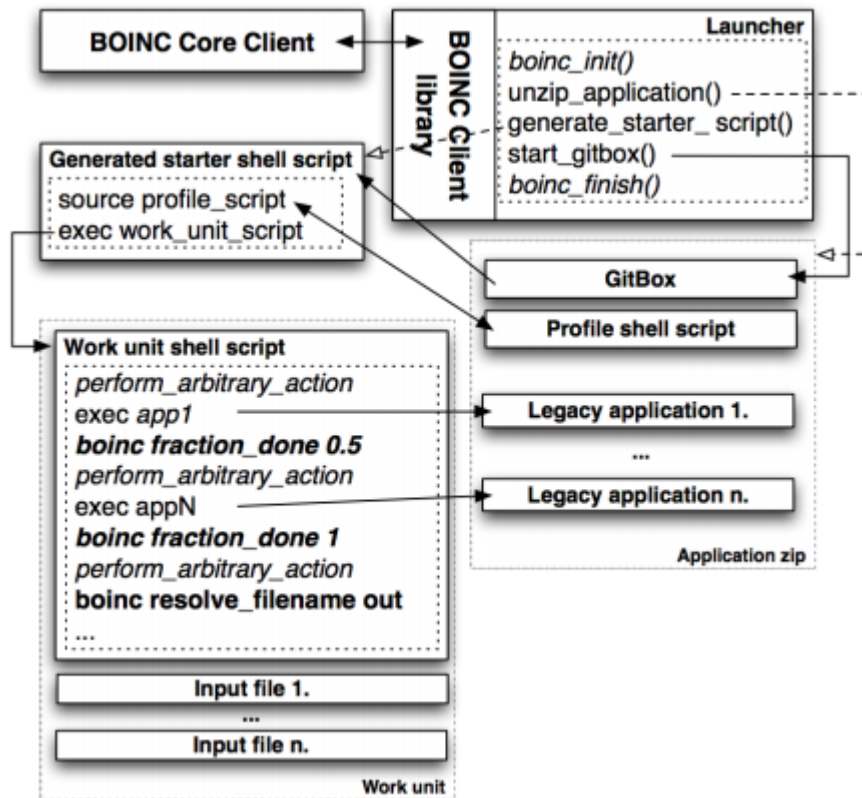 BOINC Core Client
Launcher
BOINC Client
library
boinc_init()
unzip_application()
generate_starter_ script()
start_gitbox()
boinc_finish()
Generated starter shell script
source profile_script
exec work_unit_script
GitBox
Profile shell script
Legacy application 1.
...
Legacy application n.
Application zip
Work unit shell script
perform_arbitrary_action
exec app1
boinc fraction_done 0.5
perform_arbitrary_action
exec appN
boinc fraction_done 1
perform_arbitrary_action
boinc resolve_filename out
...
Input file 1.
...
Input file n.
Work unit